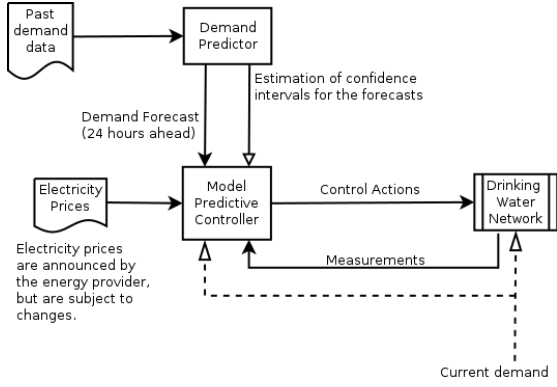 Past
demand
data
Demand
Predictor
Estimation of confidence
intervals for the forecasts
Demand Forecast
(24 hours ahead)
Electricity
Prices
Model
Predictive
Controller
Control Actions
Drinking
Water
Network
Electricity prices
are announced by
the energy provider,
but are subject to
changes.
Measurements
Current demand